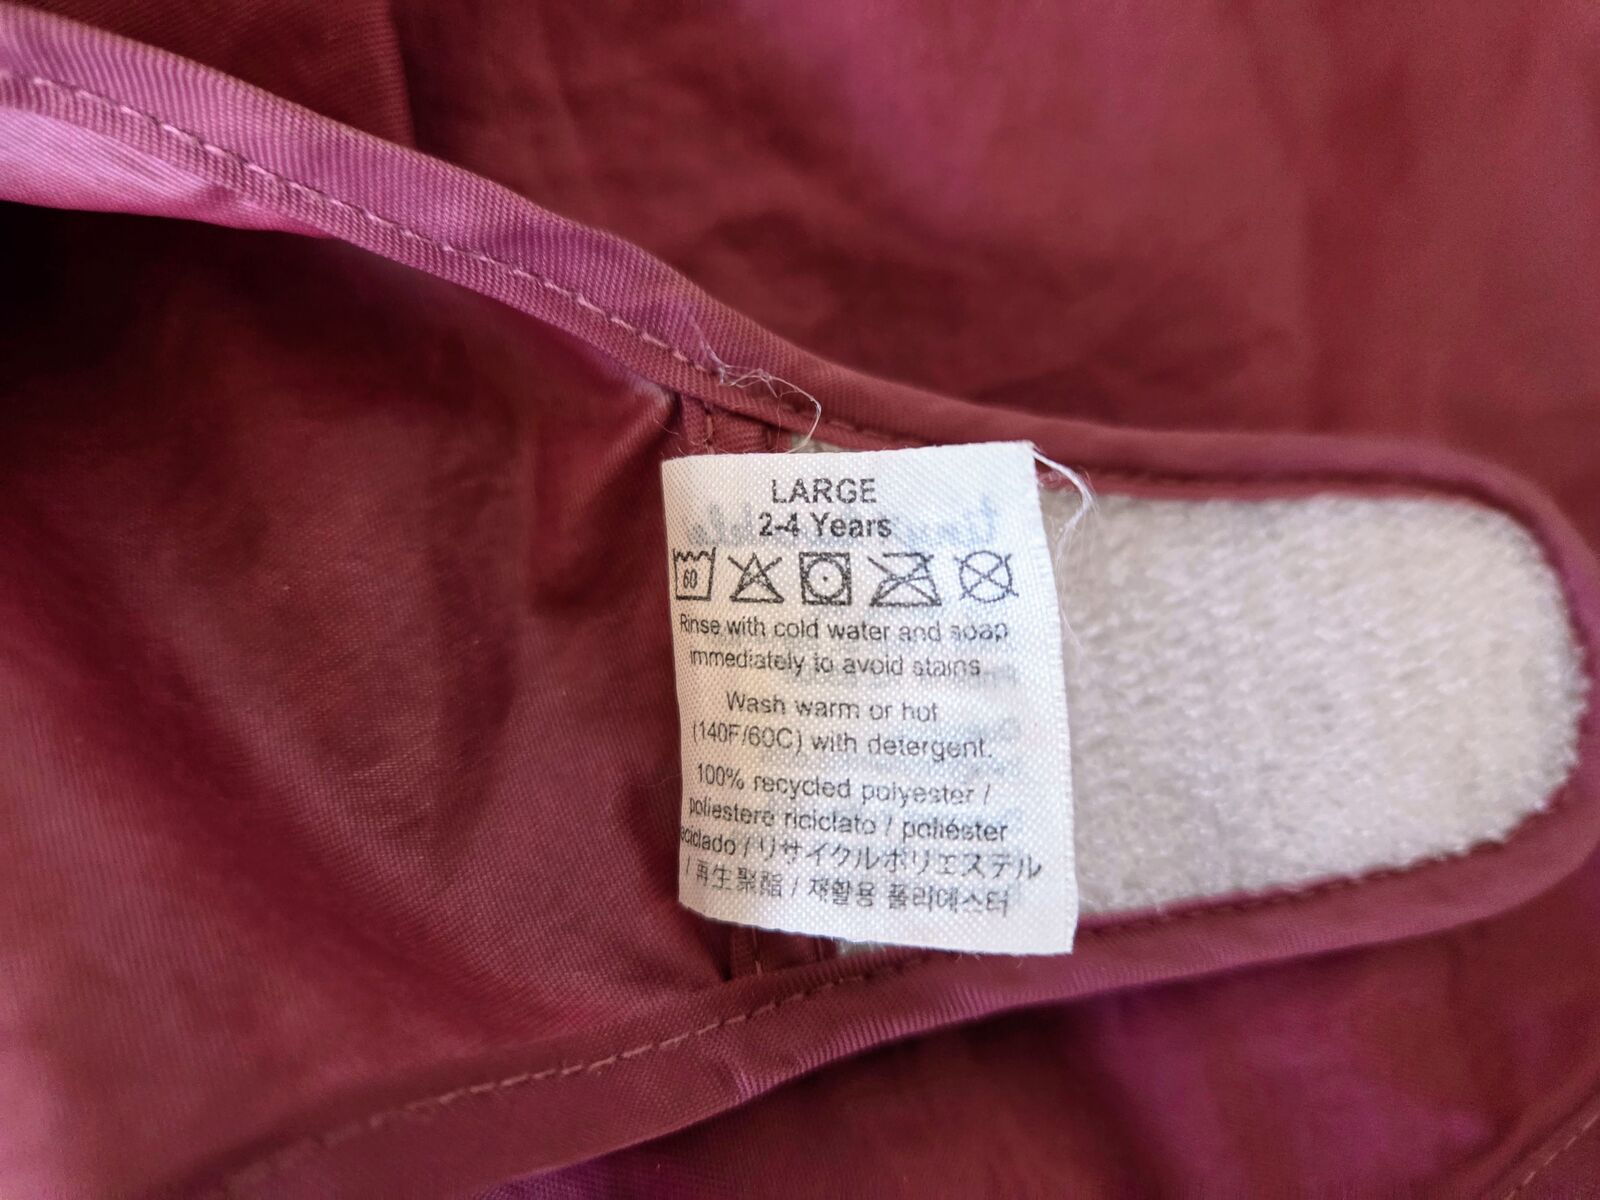 LARGE
2-4 Years
60
Rinse with cold water and soap
immediately to avoid stains.
Wash warm or hot
(140F/60C) with detergent.
100% recycled polyester /
poliestere riciclato / poliéster
reciclado / リサイクルポリエステル
/ 再生聚酯 / 재활용 폴리에스터